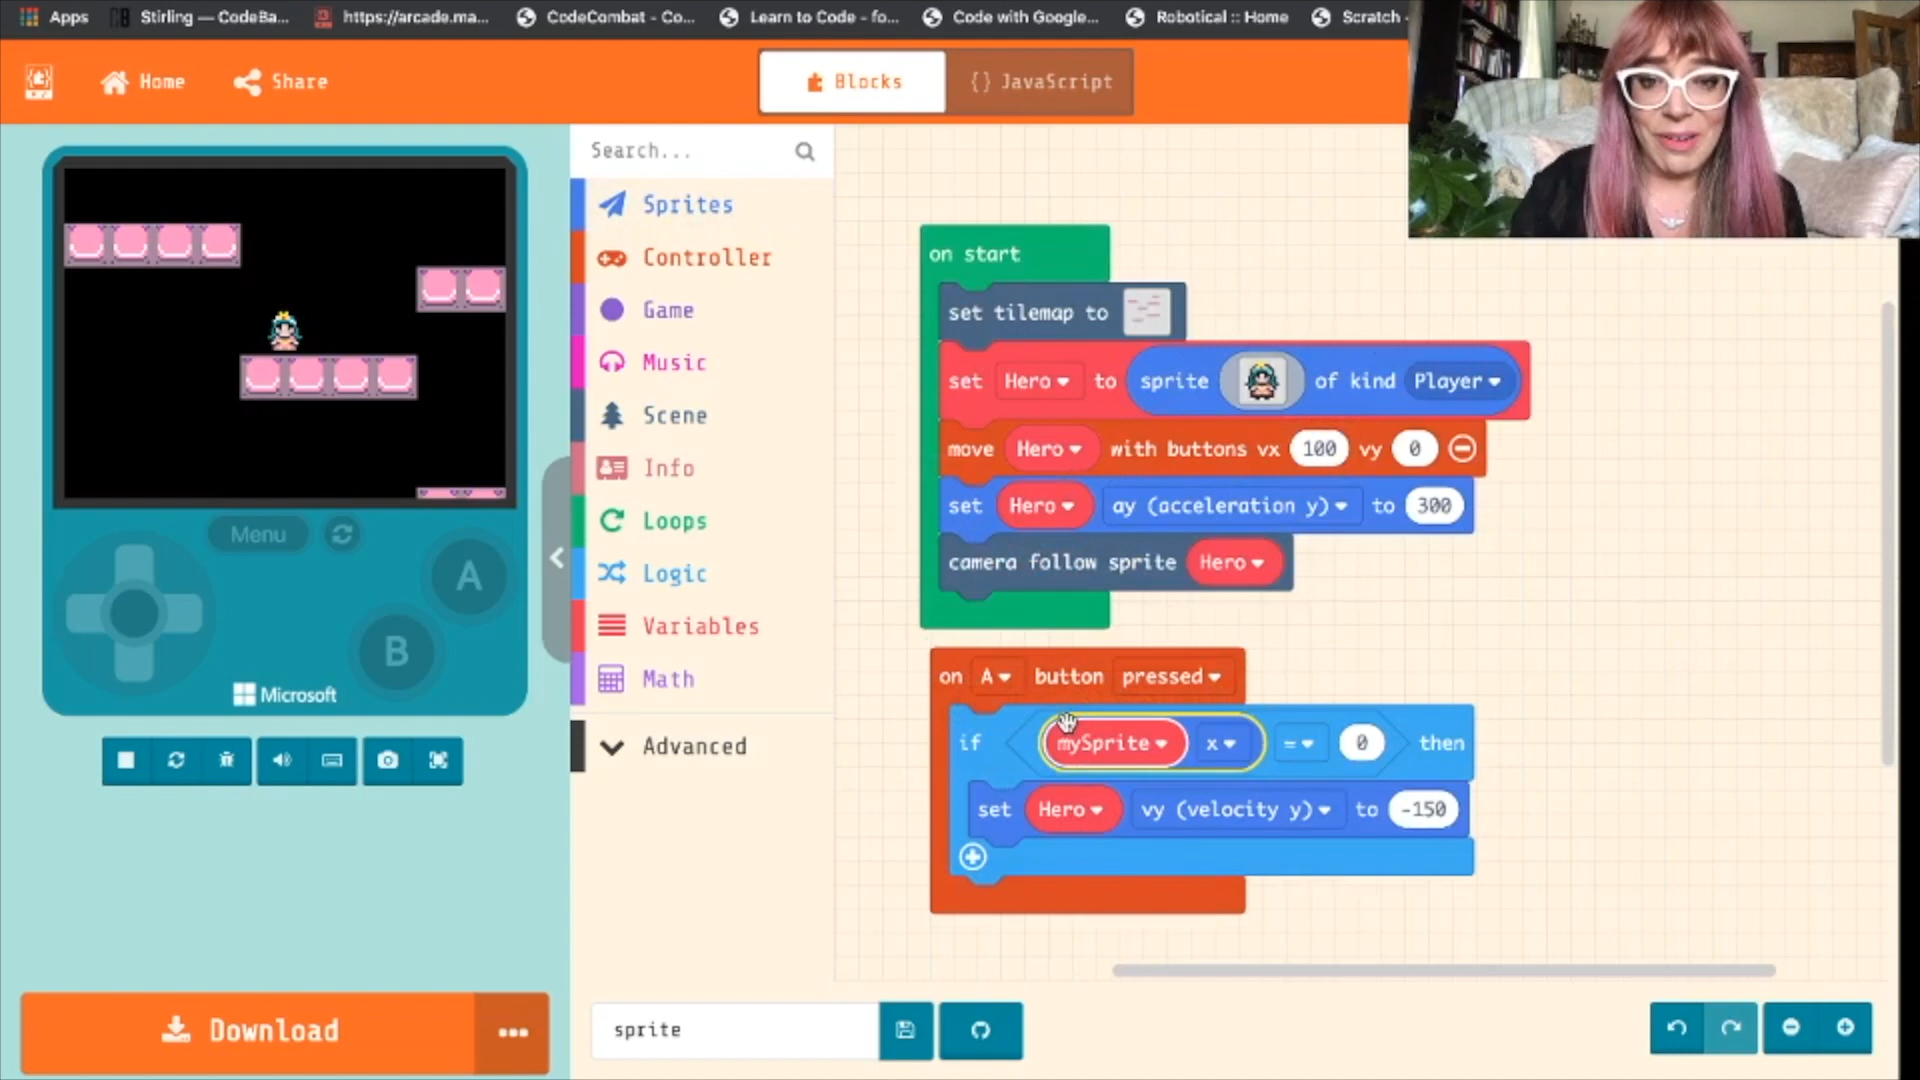 Apps
Stirling — CodeBa...
https://arcade.ma...
CodeCombat - Co...
Learn to Code - fo...
Code with Google...
Robotical :: Home
Scratch -
Home
Share
Blocks
{} JavaScript
Search...
Sprites
Controller
Game
Music
Scene
Info
Loops
Logic
Variables
Math
Advanced
Menu
A
B
Microsoft
on start
set tilemap to
set Hero to sprite of kind Player
move Hero with buttons vx 100 vy 0
set Hero ay (acceleration y) to 300
camera follow sprite Hero
on A button pressed
if mySprite x = 0 then
set Hero vy (velocity y) to -150
Download
sprite